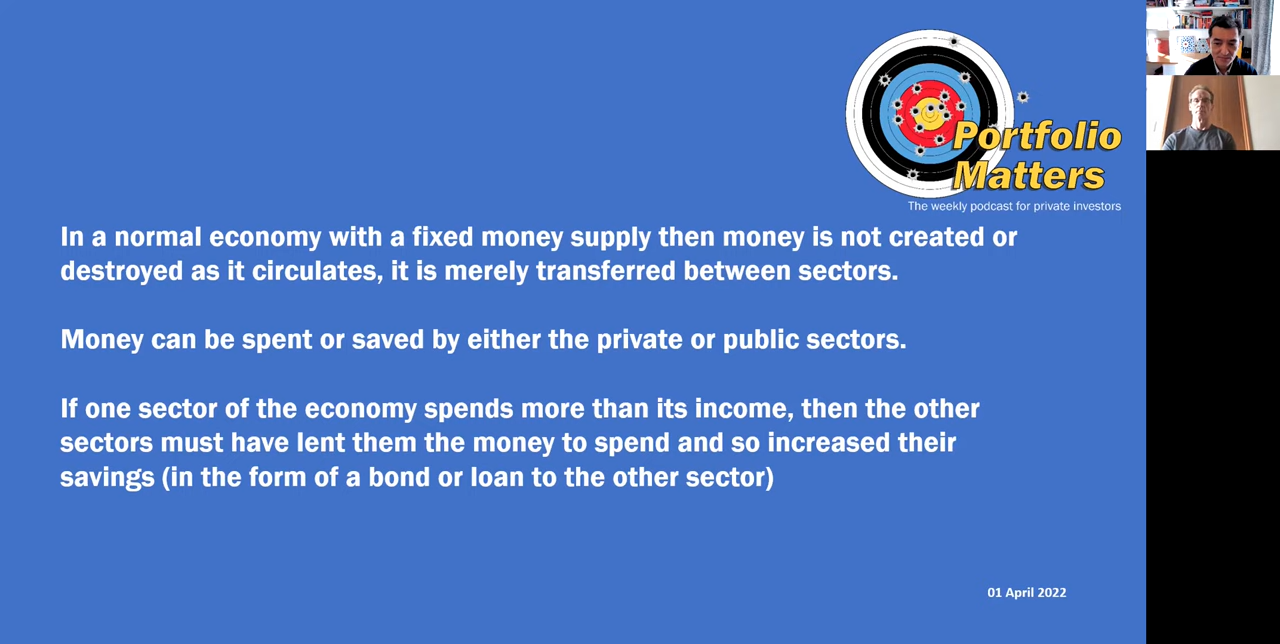 Portfolio
Matters
The weekly podcast for private investors
In a normal economy with a fixed money supply then money is not created or
destroyed as it circulates, it is merely transferred between sectors.
Money can be spent or saved by either the private or public sectors.
If one sector of the economy spends more than its income, then the other
sectors must have lent them the money to spend and so increased their
savings (in the form of a bond or loan to the other sector)
01 April 2022